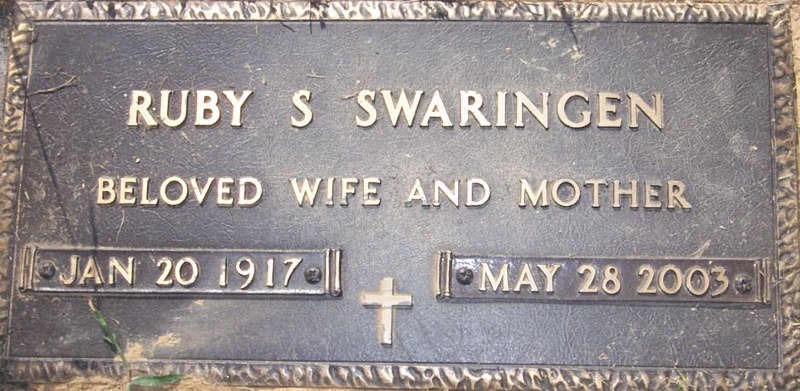 RUBY S SWARINGEN
BELOVED WIFE AND MOTHER
JAN 20 1917 MAY 28 2003